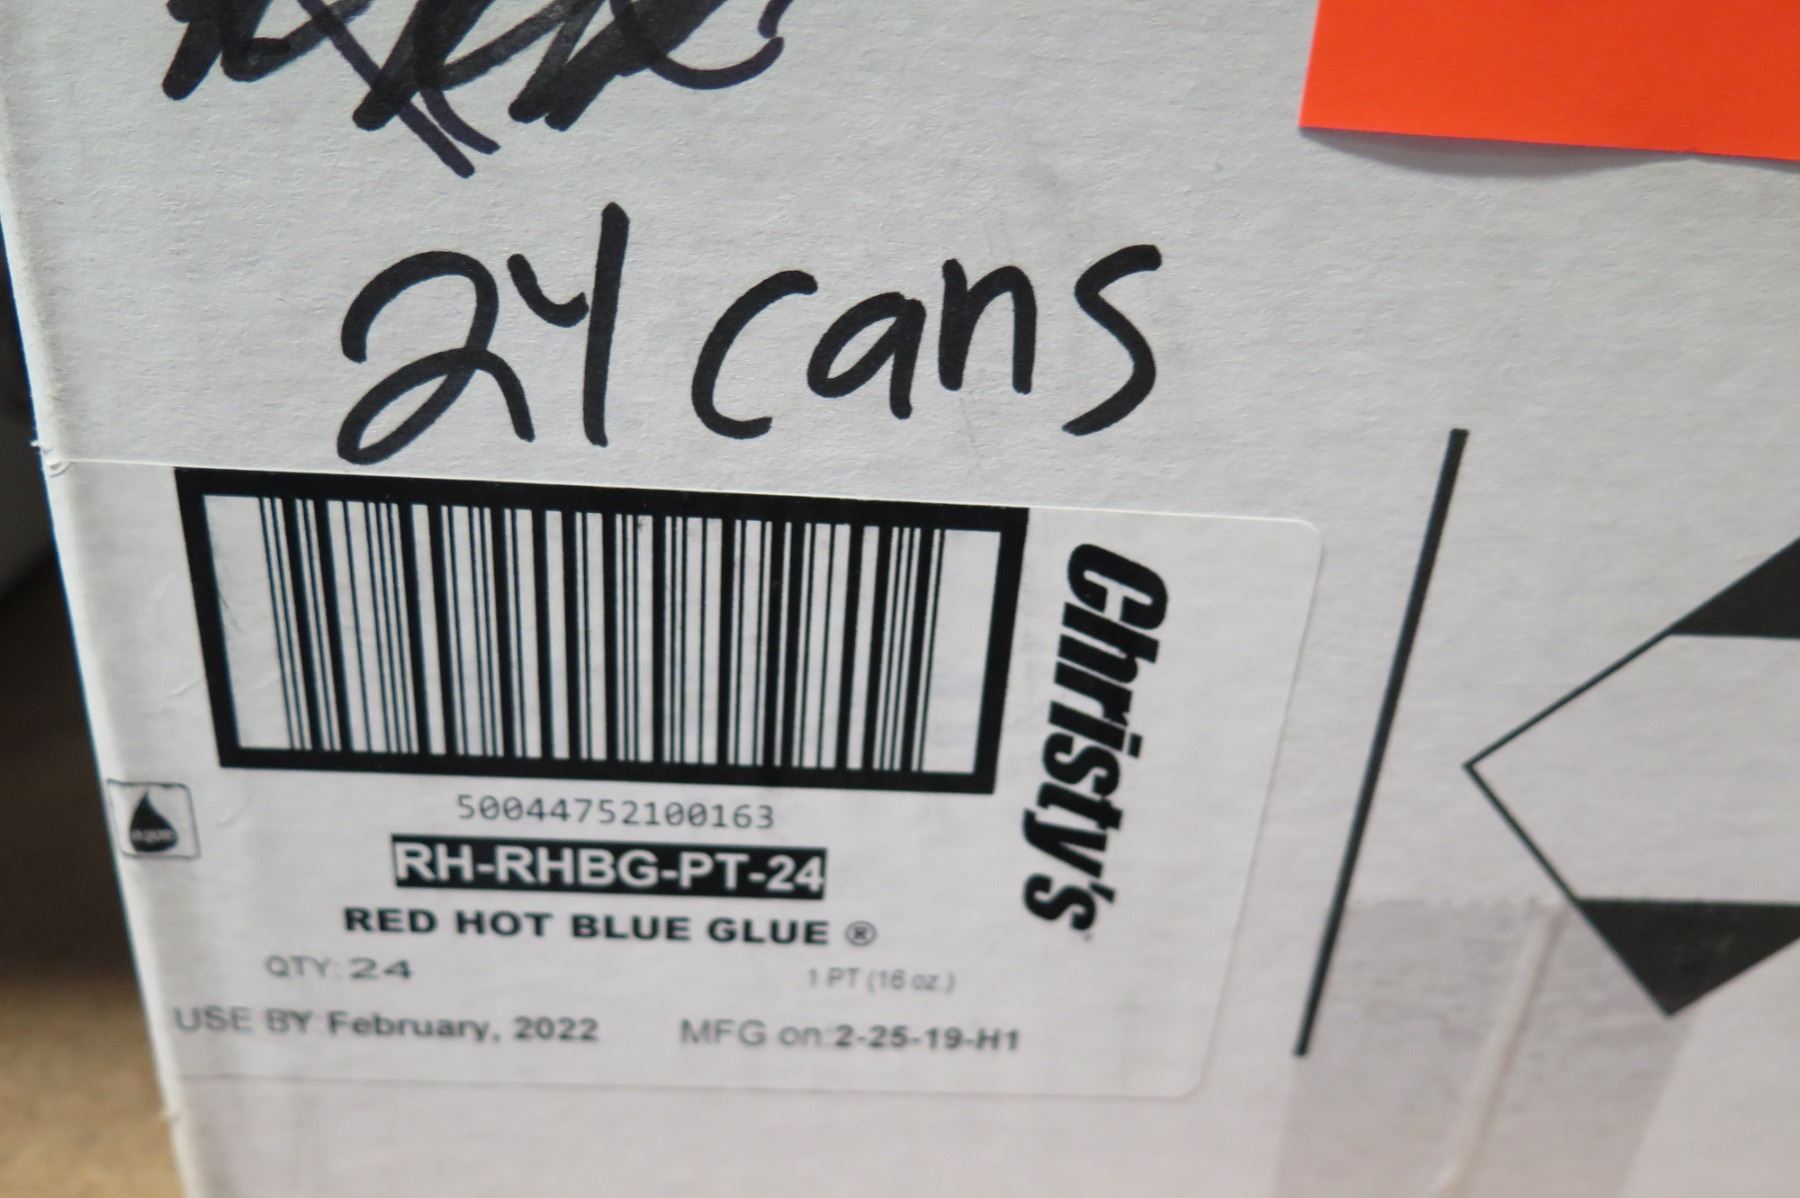 24 cans
Christy's
50044752100163
RH-RHBG-PT-24
RED HOT BLUE GLUE ®
QTY: 24 1 PT (16 oz.)
USE BY February, 2022 MFG on:2-25-19-H1